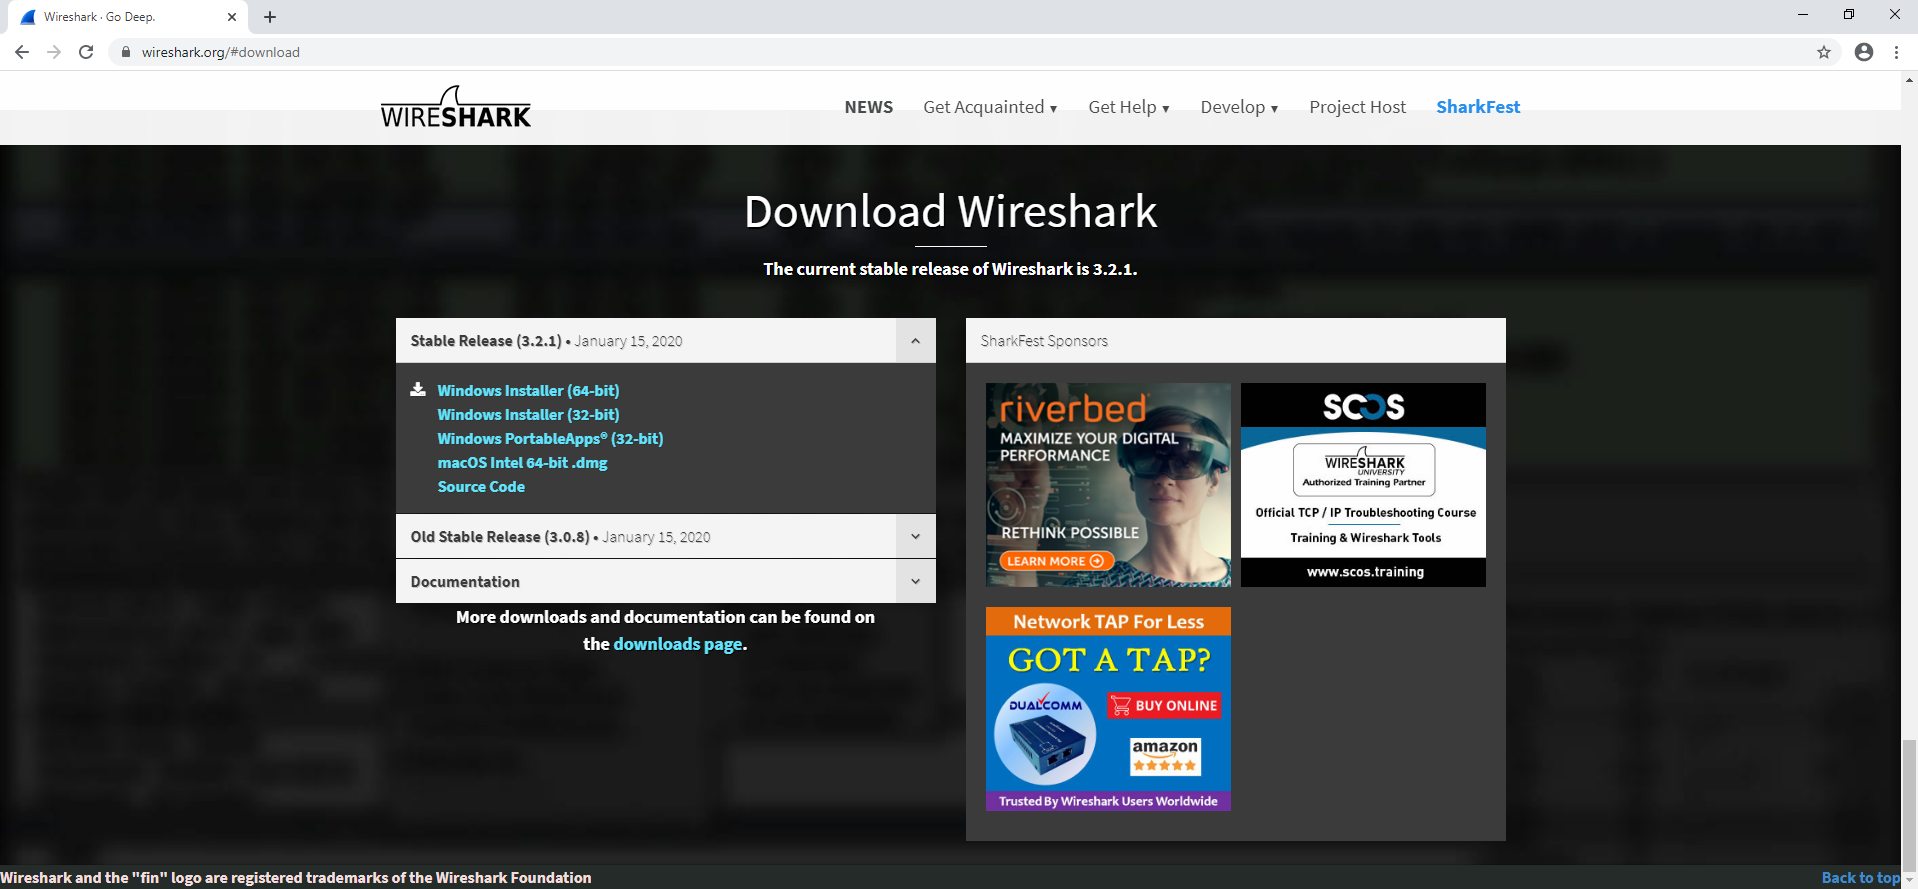 Wireshark · Go Deep.
wireshark.org/#download
WIRESHARK
NEWS Get Acquainted ▾ Get Help ▾ Develop ▾ Project Host SharkFest
Download Wireshark
The current stable release of Wireshark is 3.2.1.
Stable Release (3.2.1) • January 15, 2020
Windows Installer (64-bit)
Windows Installer (32-bit)
Windows PortableApps® (32-bit)
macOS Intel 64-bit .dmg
Source Code
Old Stable Release (3.0.8) • January 15, 2020
Documentation
More downloads and documentation can be found on
the downloads page.
SharkFest Sponsors
riverbed
MAXIMIZE YOUR DIGITAL
PERFORMANCE
RETHINK POSSIBLE
LEARN MORE
SCOS
WIRESHARK
UNIVERSITY
Authorized Training Partner
Official TCP / IP Troubleshooting Course
Training & Wireshark Tools
www.scos.training
Network TAP For Less
GOT A TAP?
DUALCOMM
BUY ONLINE
amazon
Trusted By Wireshark Users Worldwide
Wireshark and the "fin" logo are registered trademarks of the Wireshark Foundation
Back to top